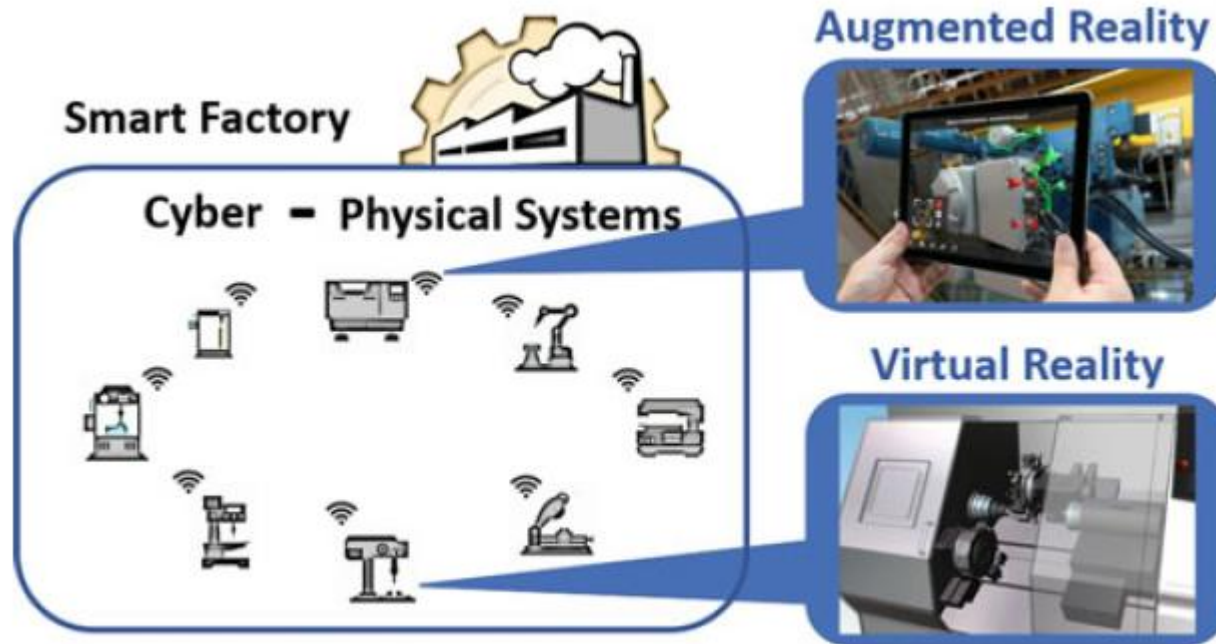 Augmented Reality
Smart Factory
Cyber - Physical Systems
Virtual Reality